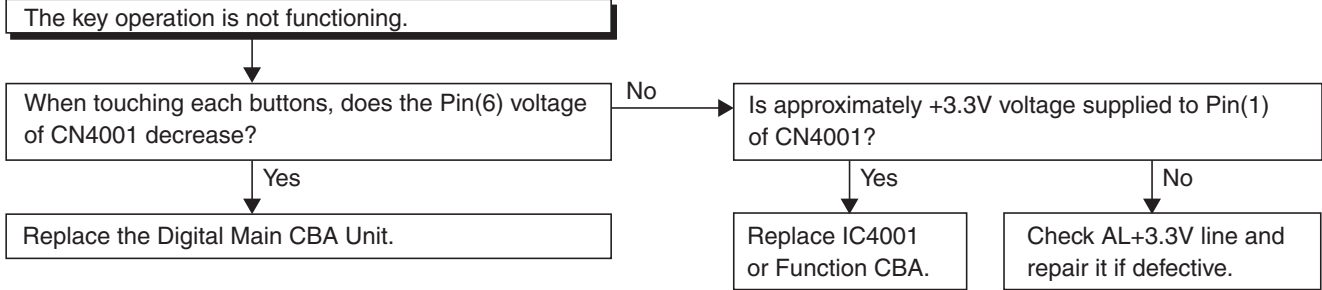 The key operation is not functioning.
When touching each buttons, does the Pin(6) voltage
of CN4001 decrease?
No
Is approximately +3.3V voltage supplied to Pin(1)
of CN4001?
Yes
Yes
No
Replace the Digital Main CBA Unit.
Replace IC4001
or Function CBA.
Check AL+3.3V line and
repair it if defective.